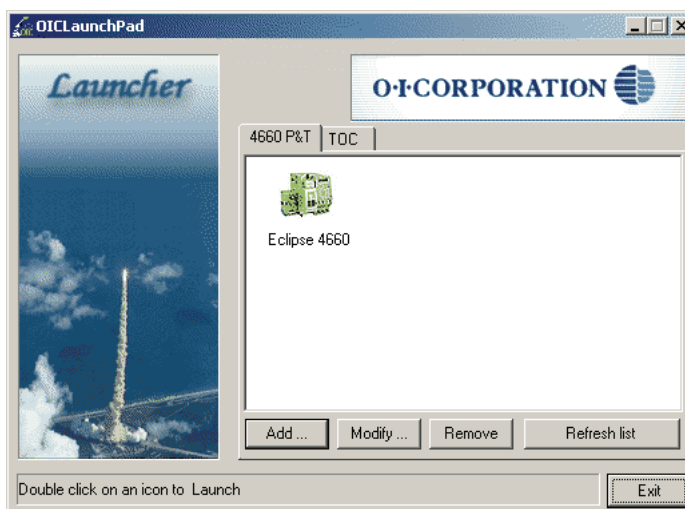 OICLaunchPad
Launcher
O·I·CORPORATION
4660 P&T
TOC
Eclipse 4660
Add ...
Modify ...
Remove
Refresh list
Double click on an icon to Launch
Exit